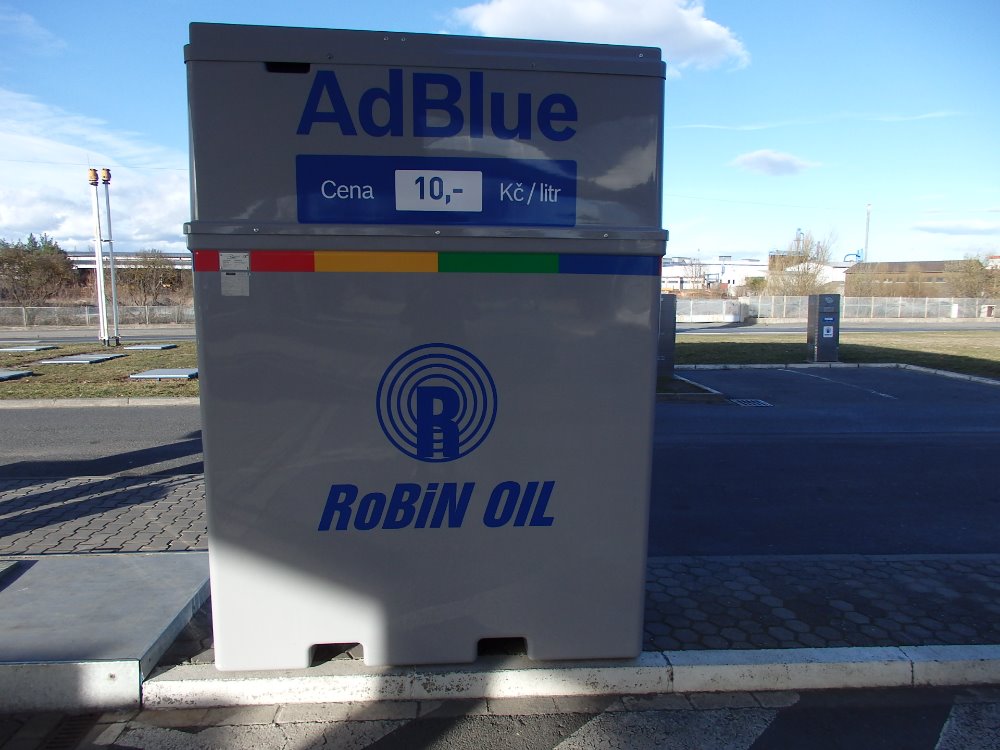 AdBlue
Cena 10,- Kč / litr
R
RoBiN OIL